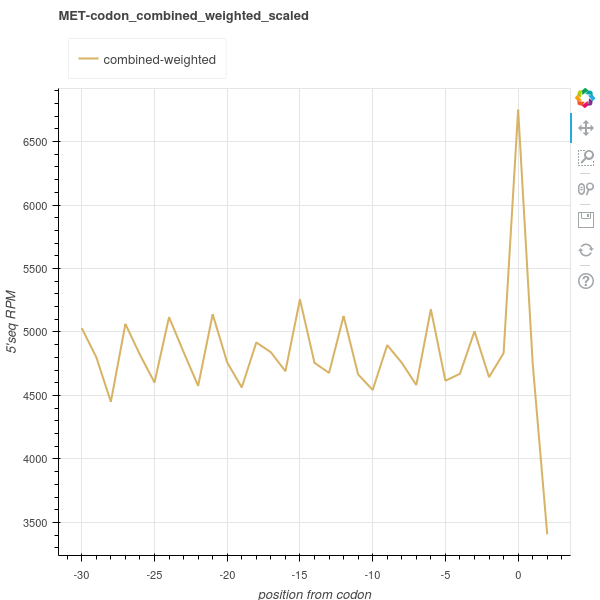 MET-codon_combined_weighted_scaled
combined-weighted
6500
6000
5500
5000
4500
4000
3500
5'seq RPM
-30 -25 -20 -15 -10 -5 0
position from codon